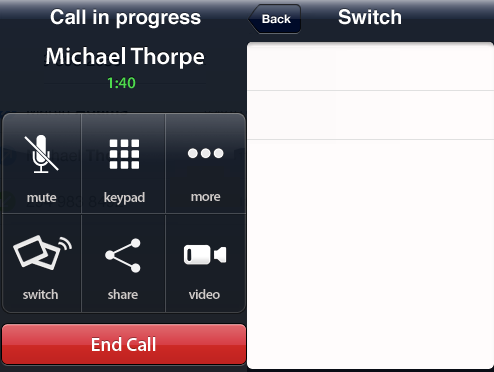 Call in progress
Michael Thorpe
1:40
mute keypad more
switch share video
End Call
Back Switch